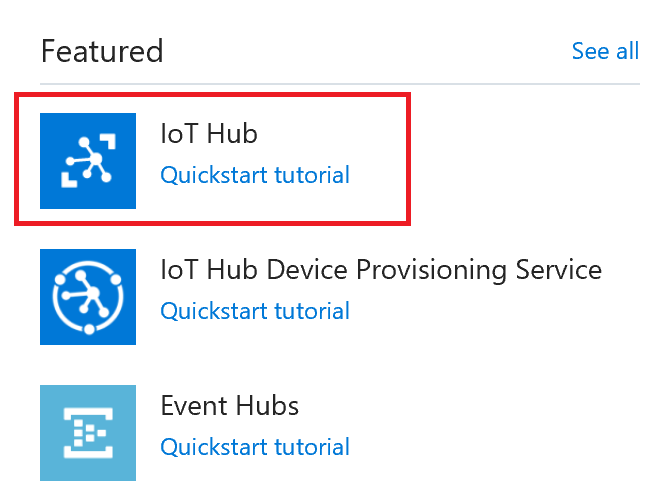 Featured
See all
IoT Hub
Quickstart tutorial
IoT Hub Device Provisioning Service
Quickstart tutorial
Event Hubs
Quickstart tutorial